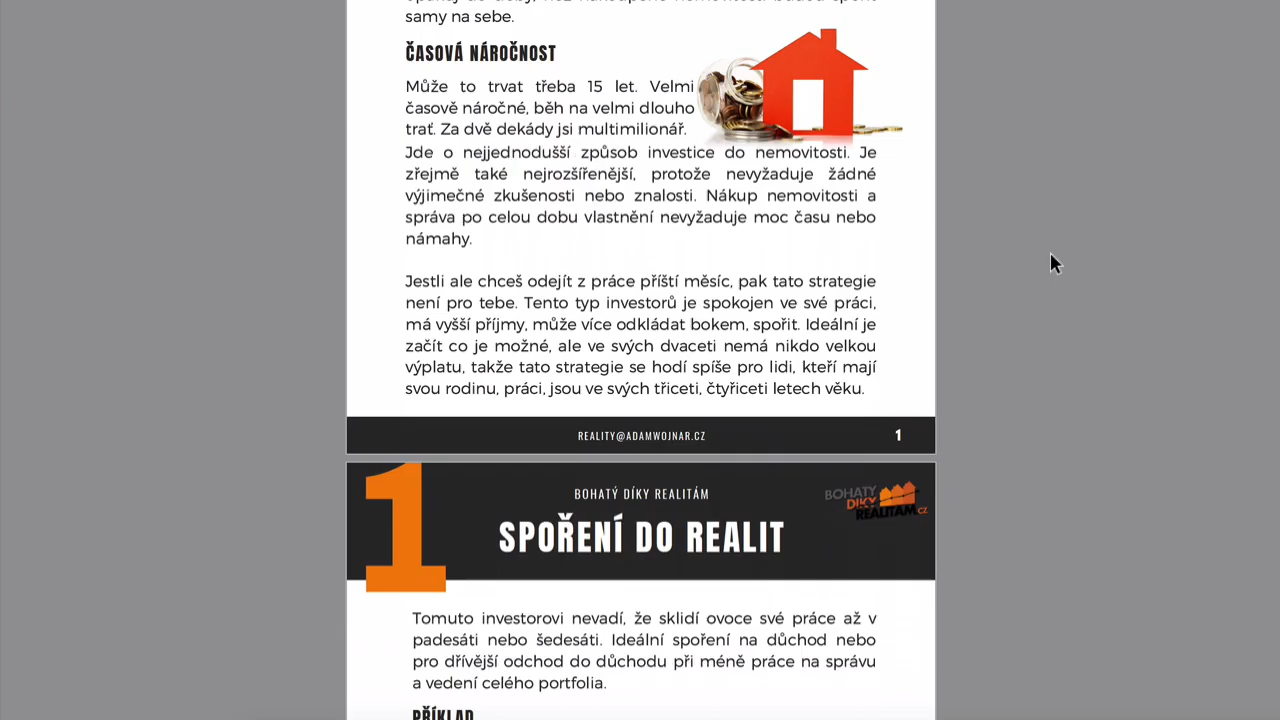 samy na sebe.
ČASOVÁ NÁROČNOST
Může to trvat třeba 15 let. Velmi
časově náročné, běh na velmi dlouho
trať. Za dvě dekády jsi multimilionář.
Jde o nejjednodušší způsob investice do nemovitosti. Je
zřejmě také nejrozšířenější, protože nevyžaduje žádné
výjimečné zkušenosti nebo znalosti. Nákup nemovitosti a
správa po celou dobu vlastnění nevyžaduje moc času nebo
námahy.
Jestli ale chceš odejít z práce příští měsíc, pak tato strategie
není pro tebe. Tento typ investorů je spokojen ve své práci,
má vyšší příjmy, může více odkládat bokem, spořit. Ideální je
začít co je možné, ale ve svých dvaceti nemá nikdo velkou
výplatu, takže tato strategie se hodí spíše pro lidi, kteří mají
svou rodinu, práci, jsou ve svých třiceti, čtyřiceti letech věku.
REALITY@ADAMWOJNAR.CZ
1
1
BOHATÝ DÍKY REALITÁM
SPOŘENÍ DO REALIT
BOHATÝ
DÍKY
REALITÁM.CZ
Tomuto investorovi nevadí, že sklidí ovoce své práce až v
padesáti nebo šedesáti. Ideální spoření na důchod nebo
pro dřívější odchod do důchodu při méně práce na správu
a vedení celého portfolia.
PŘÍKLAD